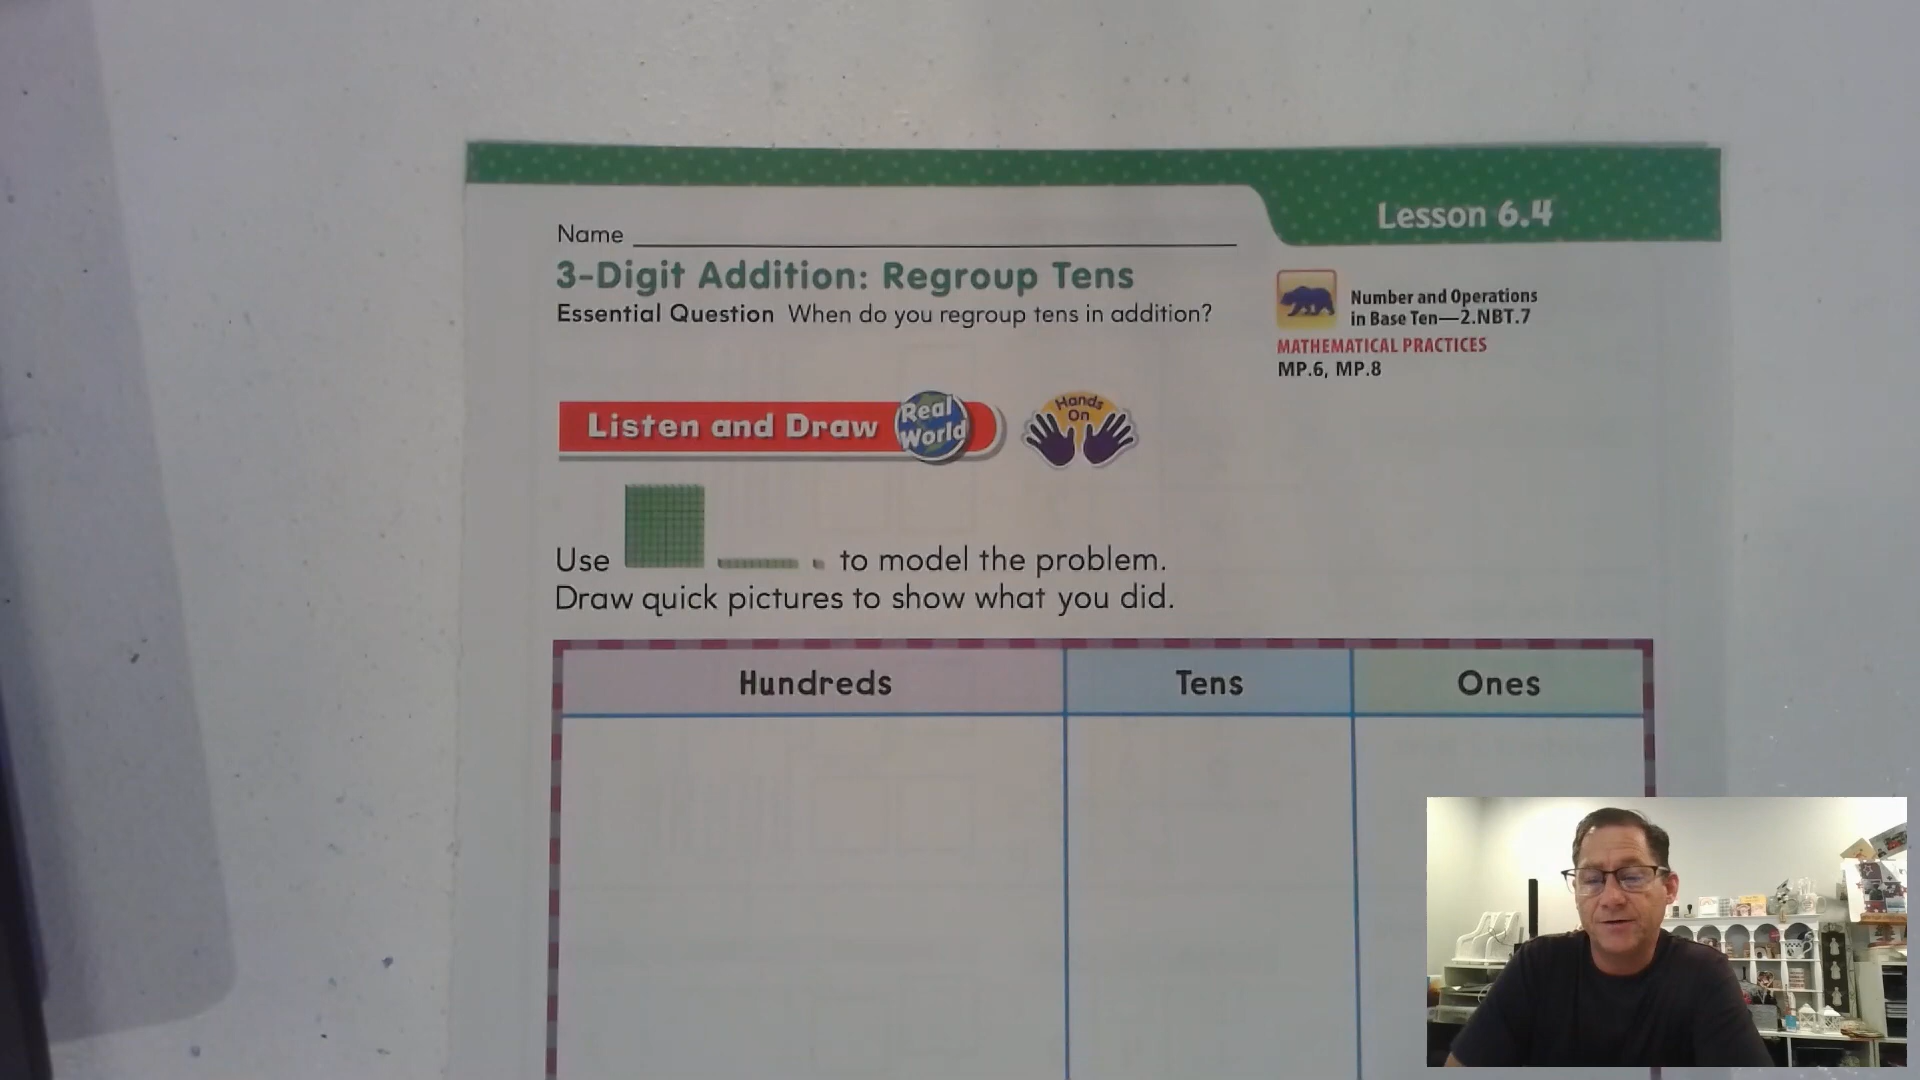 Lesson 6.4
Name
3-Digit Addition: Regroup Tens
Essential Question When do you regroup tens in addition?
Number and Operations
in Base Ten—2.NBT.7
MATHEMATICAL PRACTICES
MP.6, MP.8
Listen and Draw
Real
World
Hands
On
Use to model the problem.
Draw quick pictures to show what you did.
Hundreds Tens Ones